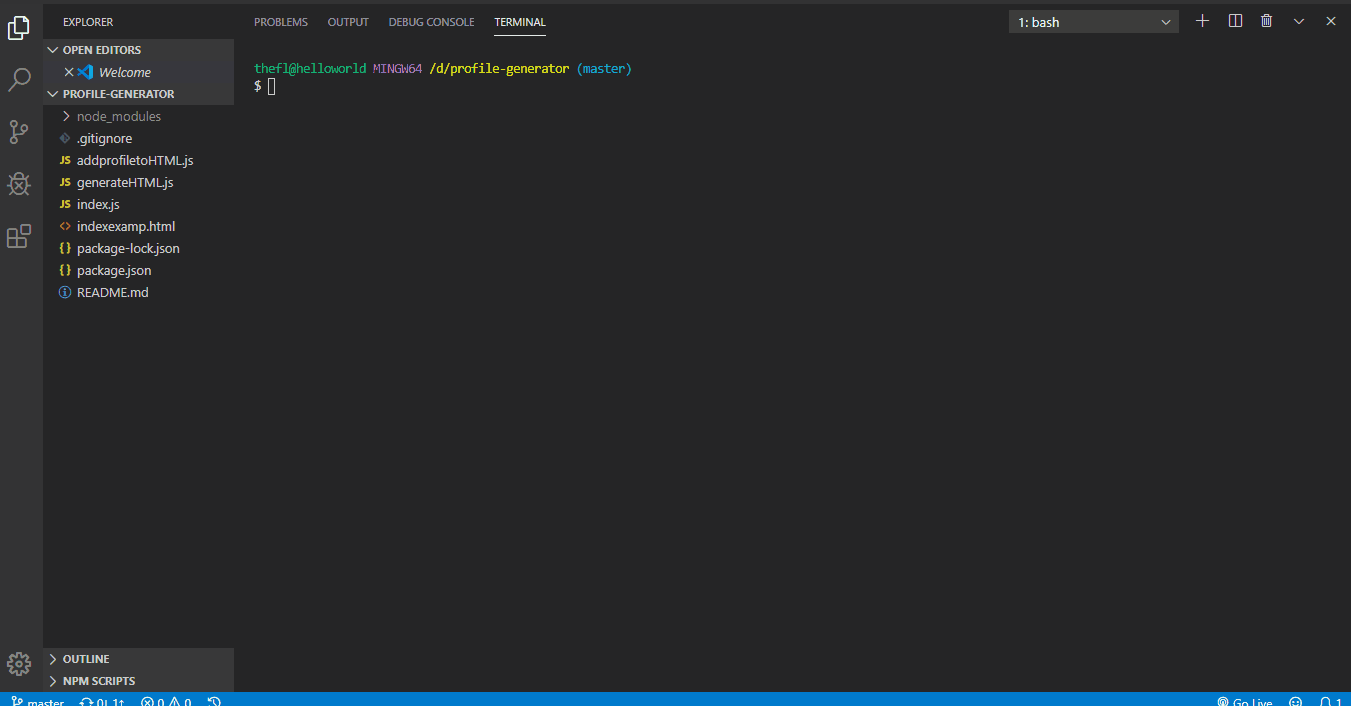 EXPLORER
OPEN EDITORS
Welcome
PROFILE-GENERATOR
node_modules
.gitignore
JS addprofiletoHTML.js
JS generateHTML.js
JS index.js
<> indexexamp.html
{} package-lock.json
{} package.json
README.md
OUTLINE
NPM SCRIPTS
PROBLEMS OUTPUT DEBUG CONSOLE TERMINAL
1: bash
thefl@helloworld MINGW64 /d/profile-generator (master)
$
master 0↓ 1↑ 0 0 Go Live 1